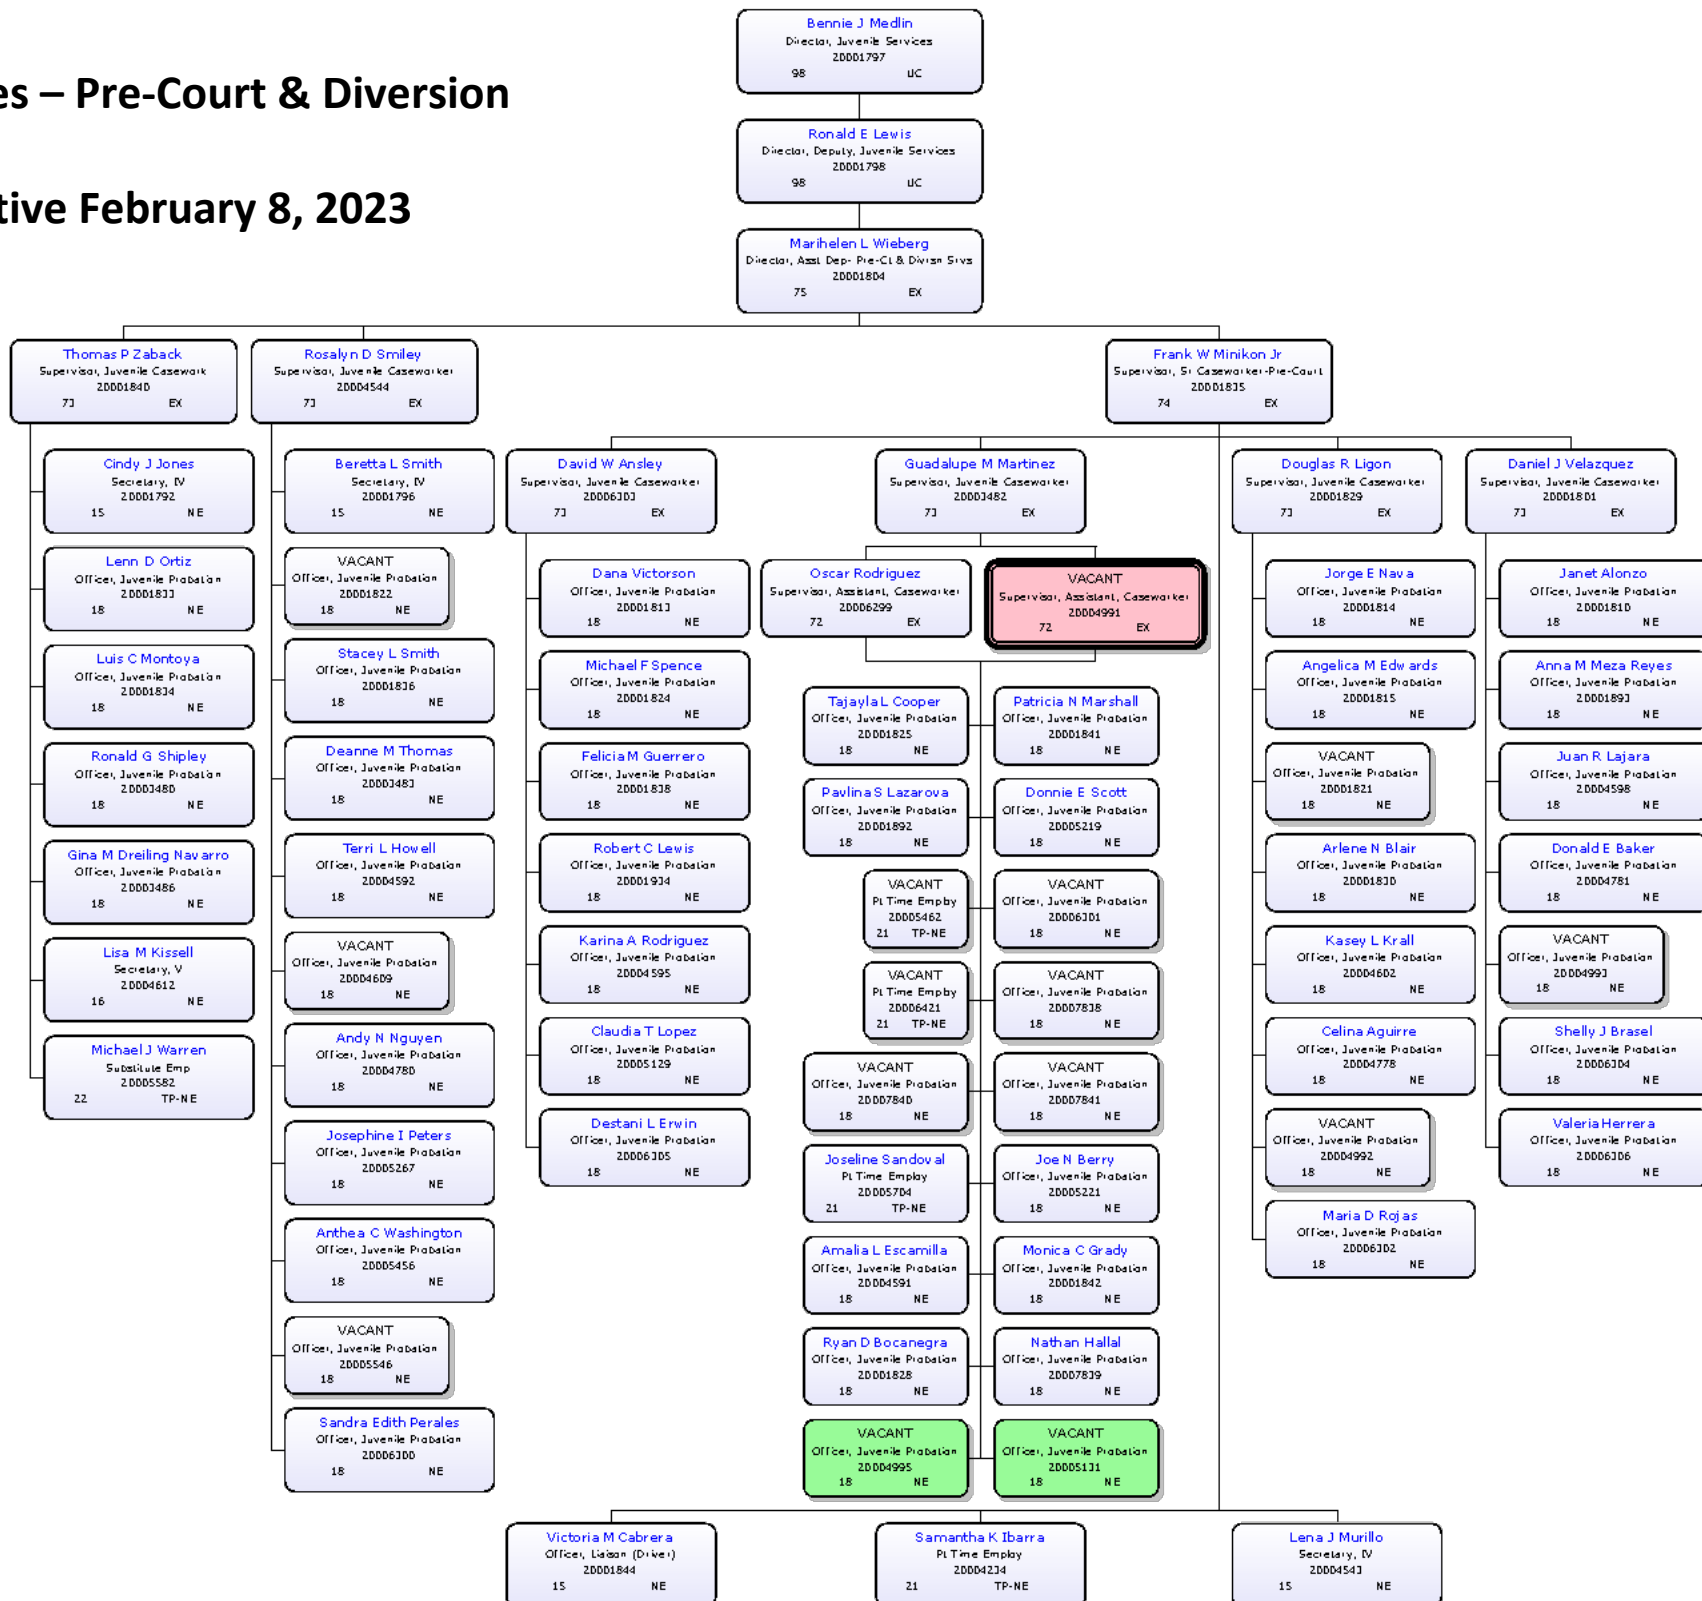 es – Pre-Court & Diversion
tive February 8, 2023
Bennie J Medlin
Director, Juvenile Services
20001797
98 UC
Ronald E Lewis
Director, Deputy, Juvenile Services
20001798
98 UC
Marihelen L Wieberg
Director, Asst Dep- Pre-Ct & Divrsn Srvs
20001804
75 EX
Thomas P Zaback
Supervisor, Juvenile Casework
20001840
73 EX
Rosalyn D Smiley
Supervisor, Juvenile Caseworker
20004544
73 EX
Frank W Minikon Jr
Supervisor, Sr Caseworker-Pre-Court
20001835
74 EX
Cindy J Jones
Secretary, IV
20001792
15 NE
Lenn D Ortiz
Officer, Juvenile Probation
20001833
18 NE
Luis C Montoya
Officer, Juvenile Probation
20001834
18 NE
Ronald G Shipley
Officer, Juvenile Probation
20003480
18 NE
Gina M Dreiling Navarro
Officer, Juvenile Probation
20003486
18 NE
Lisa M Kissell
Secretary, V
20004612
16 NE
Michael J Warren
Substitute Emp
20005582
22 TP-NE
Beretta L Smith
Secretary, IV
20001796
15 NE
VACANT
Officer, Juvenile Probation
20001822
18 NE
Stacey L Smith
Officer, Juvenile Probation
20001836
18 NE
Deanne M Thomas
Officer, Juvenile Probation
20003483
18 NE
Terri L Howell
Officer, Juvenile Probation
20004592
18 NE
VACANT
Officer, Juvenile Probation
20004609
18 NE
Andy N Nguyen
Officer, Juvenile Probation
20004780
18 NE
Josephine I Peters
Officer, Juvenile Probation
20005267
18 NE
Anthea C Washington
Officer, Juvenile Probation
20005456
18 NE
VACANT
Officer, Juvenile Probation
20005546
18 NE
Sandra Edith Perales
Officer, Juvenile Probation
20006300
18 NE
David W Ansley
Supervisor, Juvenile Caseworker
20006303
73 EX
Dana Victorson
Officer, Juvenile Probation
20001813
18 NE
Michael F Spence
Officer, Juvenile Probation
20001824
18 NE
Felicia M Guerrero
Officer, Juvenile Probation
20001838
18 NE
Robert C Lewis
Officer, Juvenile Probation
20001934
18 NE
Karina A Rodriguez
Officer, Juvenile Probation
20004595
18 NE
Claudia T Lopez
Officer, Juvenile Probation
20005129
18 NE
Destani L Erwin
Officer, Juvenile Probation
20006305
18 NE
Guadalupe M Martinez
Supervisor, Juvenile Caseworker
20003482
73 EX
Oscar Rodriguez
Supervisor, Assistant, Caseworker
20006299
72 EX
VACANT
Supervisor, Assistant, Caseworker
20004991
72 EX
Tajayla L Cooper
Officer, Juvenile Probation
20001825
18 NE
Patricia N Marshall
Officer, Juvenile Probation
20001841
18 NE
Pavlina S Lazarova
Officer, Juvenile Probation
20001892
18 NE
Donnie E Scott
Officer, Juvenile Probation
20005219
18 NE
VACANT
Pt Time Employ
20005462
21 TP-NE
VACANT
Officer, Juvenile Probation
20006301
18 NE
VACANT
Pt Time Employ
20006421
21 TP-NE
VACANT
Officer, Juvenile Probation
20007838
18 NE
VACANT
Officer, Juvenile Probation
20007840
18 NE
VACANT
Officer, Juvenile Probation
20007841
18 NE
Joseline Sandoval
Pt Time Employ
20005704
21 TP-NE
Joe N Berry
Officer, Juvenile Probation
20005221
18 NE
Amalia L Escamilla
Officer, Juvenile Probation
20004591
18 NE
Monica C Grady
Officer, Juvenile Probation
20001842
18 NE
Ryan D Bocanegra
Officer, Juvenile Probation
20001828
18 NE
Nathan Hallal
Officer, Juvenile Probation
20007839
18 NE
VACANT
Officer, Juvenile Probation
20004995
18 NE
VACANT
Officer, Juvenile Probation
20005131
18 NE
Douglas R Ligon
Supervisor, Juvenile Caseworker
20001829
73 EX
Jorge E Nava
Officer, Juvenile Probation
20001814
18 NE
Angelica M Edwards
Officer, Juvenile Probation
20001815
18 NE
VACANT
Officer, Juvenile Probation
20001821
18 NE
Arlene N Blair
Officer, Juvenile Probation
20001830
18 NE
Kasey L Krall
Officer, Juvenile Probation
20004602
18 NE
Celina Aguirre
Officer, Juvenile Probation
20004778
18 NE
VACANT
Officer, Juvenile Probation
20004992
18 NE
Maria D Rojas
Officer, Juvenile Probation
20006302
18 NE
Daniel J Velazquez
Supervisor, Juvenile Caseworker
20001801
73 EX
Janet Alonzo
Officer, Juvenile Probation
20001810
18 NE
Anna M Meza Reyes
Officer, Juvenile Probation
20001893
18 NE
Juan R Lajara
Officer, Juvenile Probation
20004598
18 NE
Donald E Baker
Officer, Juvenile Probation
20004781
18 NE
VACANT
Officer, Juvenile Probation
20004993
18 NE
Shelly J Brasel
Officer, Juvenile Probation
20006304
18 NE
Valeria Herrera
Officer, Juvenile Probation
20006306
18 NE
Victoria M Cabrera
Officer, Liaison (Driver)
20001844
15 NE
Samantha K Ibarra
Pt Time Employ
20004234
21 TP-NE
Lena J Murillo
Secretary, IV
20004543
15 NE